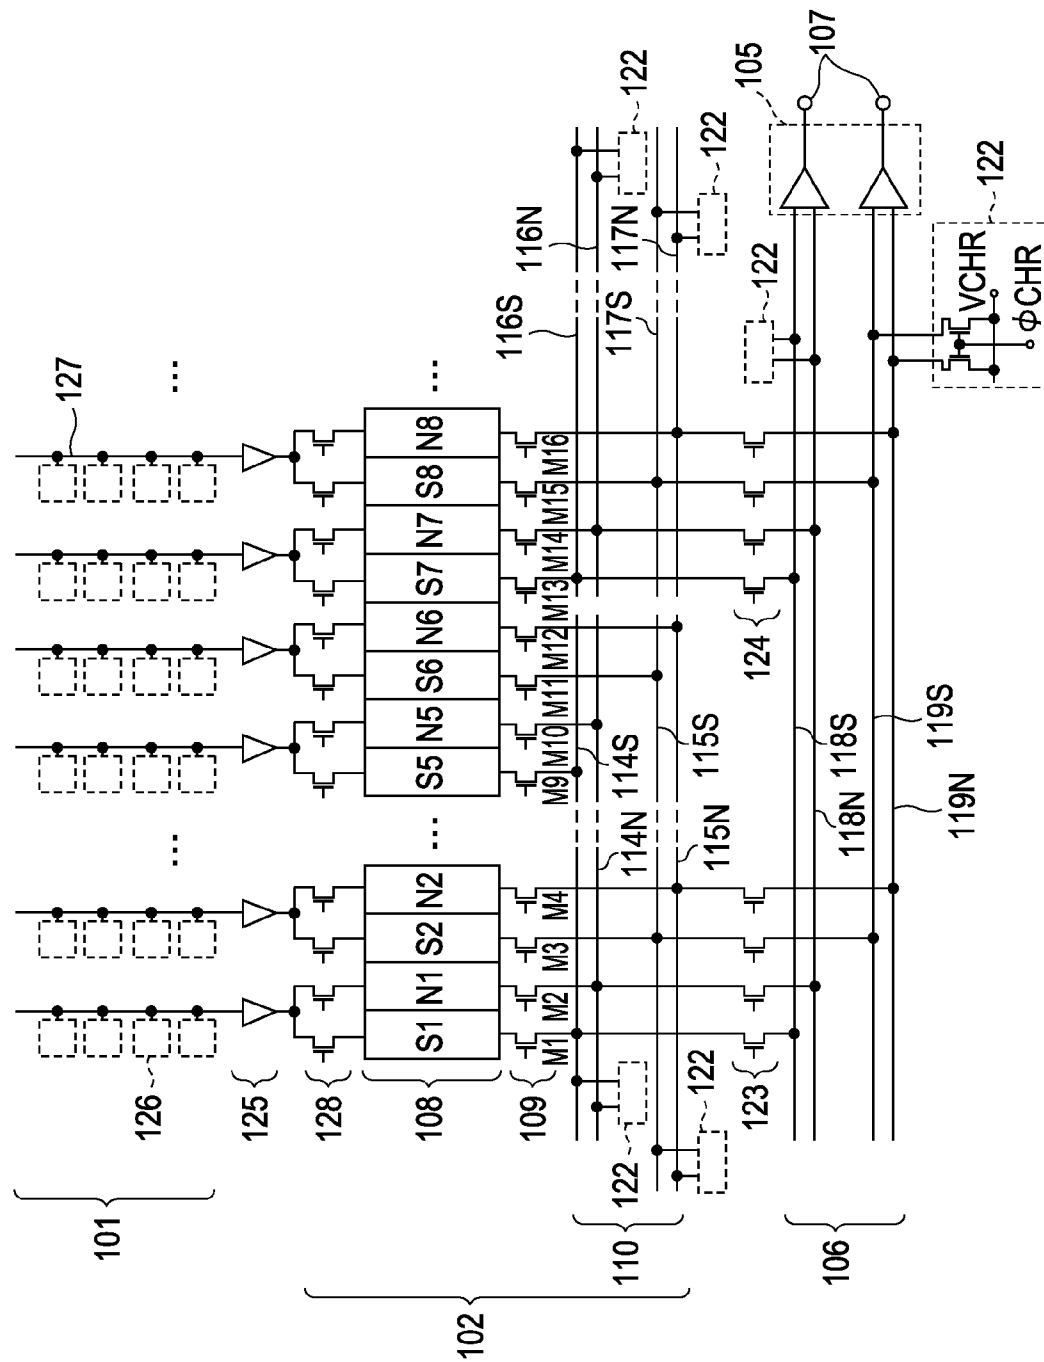 127
126
101
125
128
108
109
S1 N1 S2 N2 ... S5 N5 S6 N6 S7 N7 S8 N8 ...
M1 M2 M3 M4 M9 M10 M11 M12 M13 M14 M15 M16
102
110
106
122
122
116S
116N
117S
117N
114N
114S
115N
115S
122
122
122
123
124
118N
118S
119N
119S
105
107
122
VCHR
ϕCHR